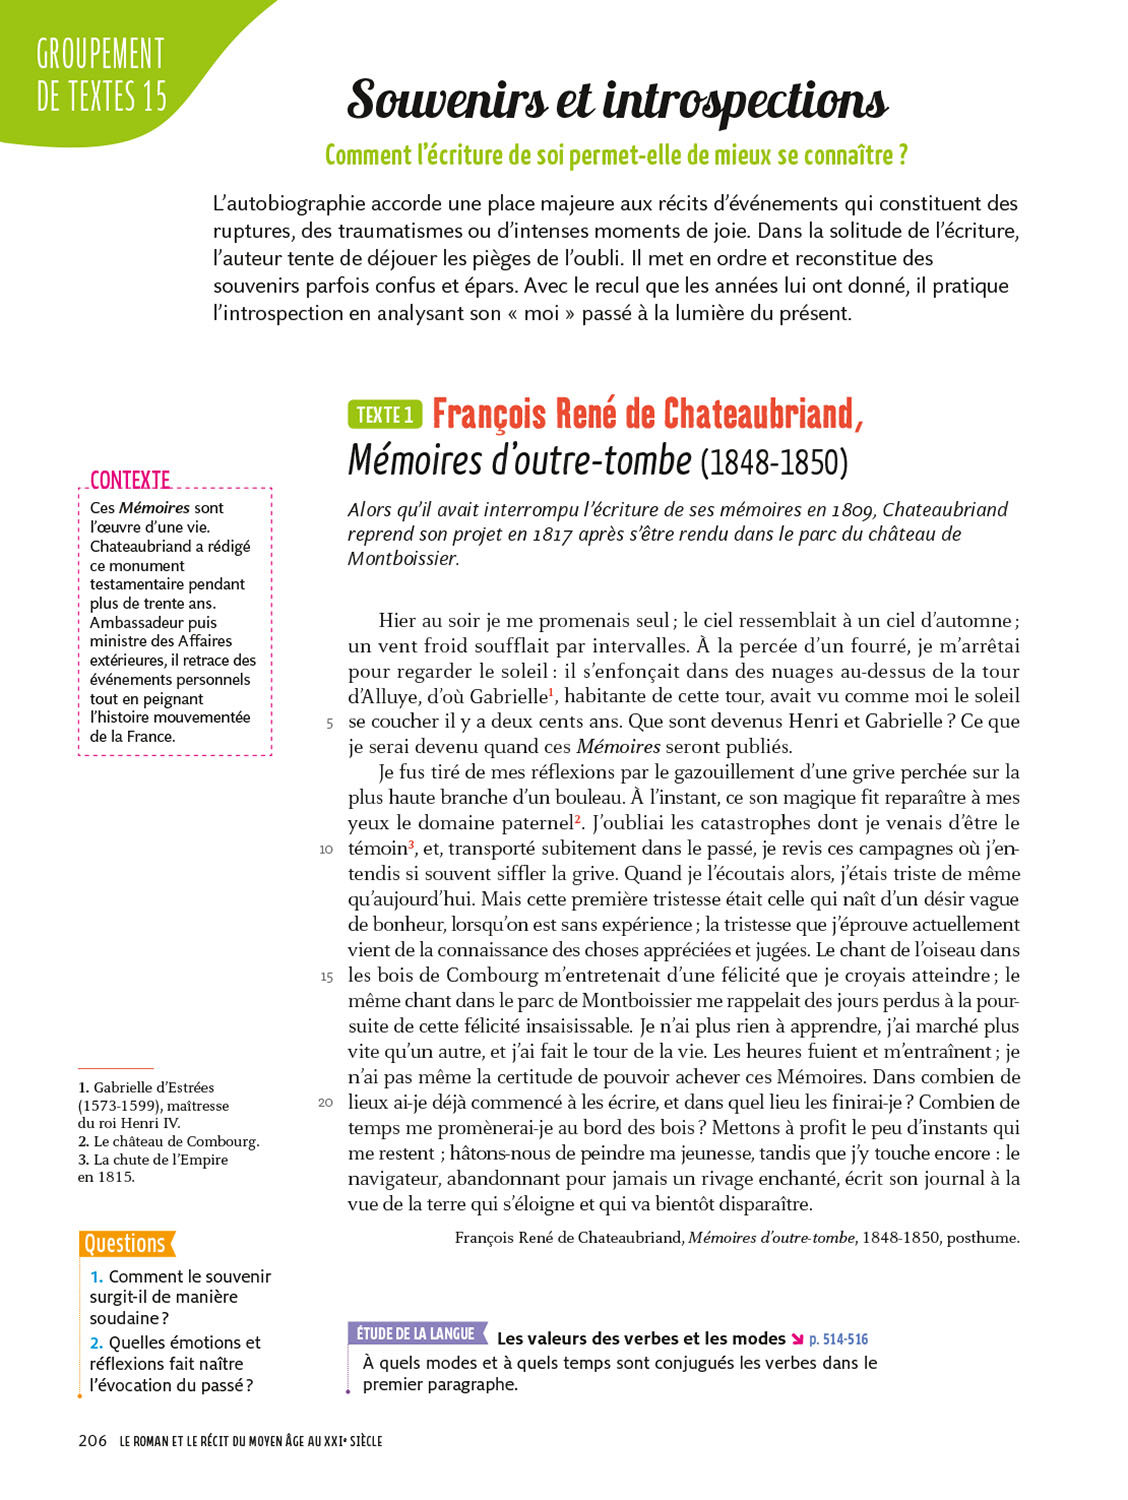 GROUPEMENT
DE TEXTES 15
Souvenirs et introspections
Comment l’écriture de soi permet-elle de mieux se connaître ?
L’autobiographie accorde une place majeure aux récits d’événements qui constituent des
ruptures, des traumatismes ou d’intenses moments de joie. Dans la solitude de l’écriture,
l’auteur tente de déjouer les pièges de l’oubli. Il met en ordre et reconstitue des
souvenirs parfois confus et épars. Avec le recul que les années lui ont donné, il pratique
l’introspection en analysant son « moi » passé à la lumière du présent.
TEXTE 1 François René de Chateaubriand,
Mémoires d’outre-tombe (1848-1850)
CONTEXTE
Ces Mémoires sont
l’œuvre d’une vie.
Chateaubriand a rédigé
ce monument
testamentaire pendant
plus de trente ans.
Ambassadeur puis
ministre des Affaires
extérieures, il retrace des
événements personnels
tout en peignant
l’histoire mouvementée
de la France.
Alors qu’il avait interrompu l’écriture de ses mémoires en 1809, Chateaubriand
reprend son projet en 1817 après s’être rendu dans le parc du château de
Montboissier.
Hier au soir je me promenais seul ; le ciel ressemblait à un ciel d’automne ;
un vent froid soufflait par intervalles. À la percée d’un fourré, je m’arrêtai
pour regarder le soleil : il s’enfonçait dans des nuages au-dessus de la tour
d’Alluye, d’où Gabrielle1, habitante de cette tour, avait vu comme moi le soleil
5 se coucher il y a deux cents ans. Que sont devenus Henri et Gabrielle ? Ce que
je serai devenu quand ces Mémoires seront publiés.
Je fus tiré de mes réflexions par le gazouillement d’une grive perchée sur la
plus haute branche d’un bouleau. À l’instant, ce son magique fit reparaître à mes
yeux le domaine paternel2. J’oubliai les catastrophes dont je venais d’être le
10 témoin3, et, transporté subitement dans le passé, je revis ces campagnes où j’en-
tendis si souvent siffler la grive. Quand je l’écoutais alors, j’étais triste de même
qu’aujourd’hui. Mais cette première tristesse était celle qui naît d’un désir vague
de bonheur, lorsqu’on est sans expérience ; la tristesse que j’éprouve actuellement
vient de la connaissance des choses appréciées et jugées. Le chant de l’oiseau dans
15 les bois de Combourg m’entretenait d’une félicité que je croyais atteindre ; le
même chant dans le parc de Montboissier me rappelait des jours perdus à la pour-
suite de cette félicité insaisissable. Je n’ai plus rien à apprendre, j’ai marché plus
vite qu’un autre, et j’ai fait le tour de la vie. Les heures fuient et m’entraînent ; je
n’ai pas même la certitude de pouvoir achever ces Mémoires. Dans combien de
20 lieux ai-je déjà commencé à les écrire, et dans quel lieu les finirai-je ? Combien de
temps me promènerai-je au bord des bois ? Mettons à profit le peu d’instants qui
me restent ; hâtons-nous de peindre ma jeunesse, tandis que j’y touche encore : le
navigateur, abandonnant pour jamais un rivage enchanté, écrit son journal à la
vue de la terre qui s’éloigne et qui va bientôt disparaître.
François René de Chateaubriand, Mémoires d’outre-tombe, 1848-1850, posthume.
1. Gabrielle d’Estrées
(1573-1599), maîtresse
du roi Henri IV.
2. Le château de Combourg.
3. La chute de l’Empire
en 1815.
Questions
1. Comment le souvenir
surgit-il de manière
soudaine ?
2. Quelles émotions et
réflexions fait naître
l’évocation du passé ?
ÉTUDE DE LA LANGUE Les valeurs des verbes et les modes p. 514-516
À quels modes et à quels temps sont conjugués les verbes dans le
premier paragraphe.
206 LE ROMAN ET LE RÉCIT DU MOYEN ÂGE AU XXIe SIÈCLE